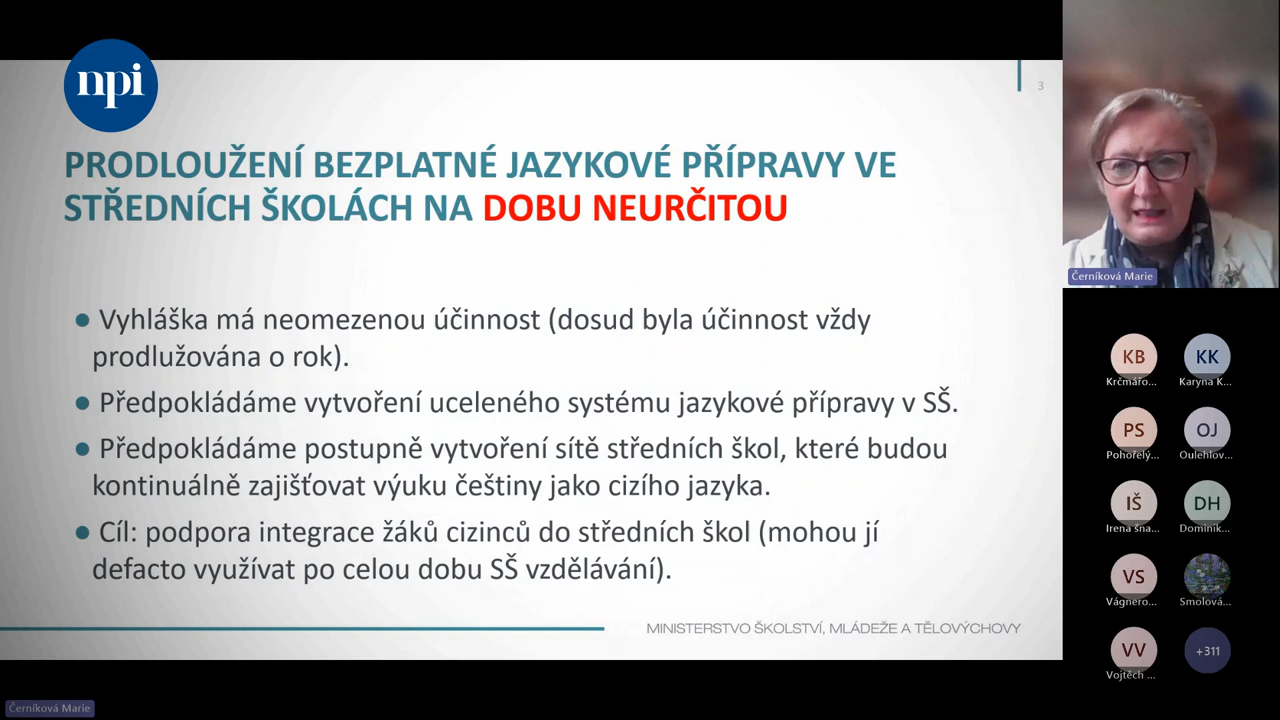 npi
3
PRODLOUŽENÍ BEZPLATNÉ JAZYKOVÉ PŘÍPRAVY VE
STŘEDNÍCH ŠKOLÁCH NA DOBU NEURČITOU
● Vyhláška má neomezenou účinnost (dosud byla účinnost vždy
prodlužována o rok).
● Předpokládáme vytvoření uceleného systému jazykové přípravy v SŠ.
● Předpokládáme postupně vytvoření sítě středních škol, které budou
kontinuálně zajišťovat výuku češtiny jako cizího jazyka.
● Cíl: podpora integrace žáků cizinců do středních škol (mohou jí
defacto využívat po celou dobu SŠ vzdělávání).
MINISTERSTVO ŠKOLSTVÍ, MLÁDEŽE A TĚLOVÝCHOVY
Černíková Marie
KB KK
Krčmářo... Karyna K...
PS OJ
Pohořelý... Oulehlov...
IŠ DH
Irena šna... Dominik...
VS
Vágnero... Smolová...
VV +311
Vojtěch ...
Černíková Marie